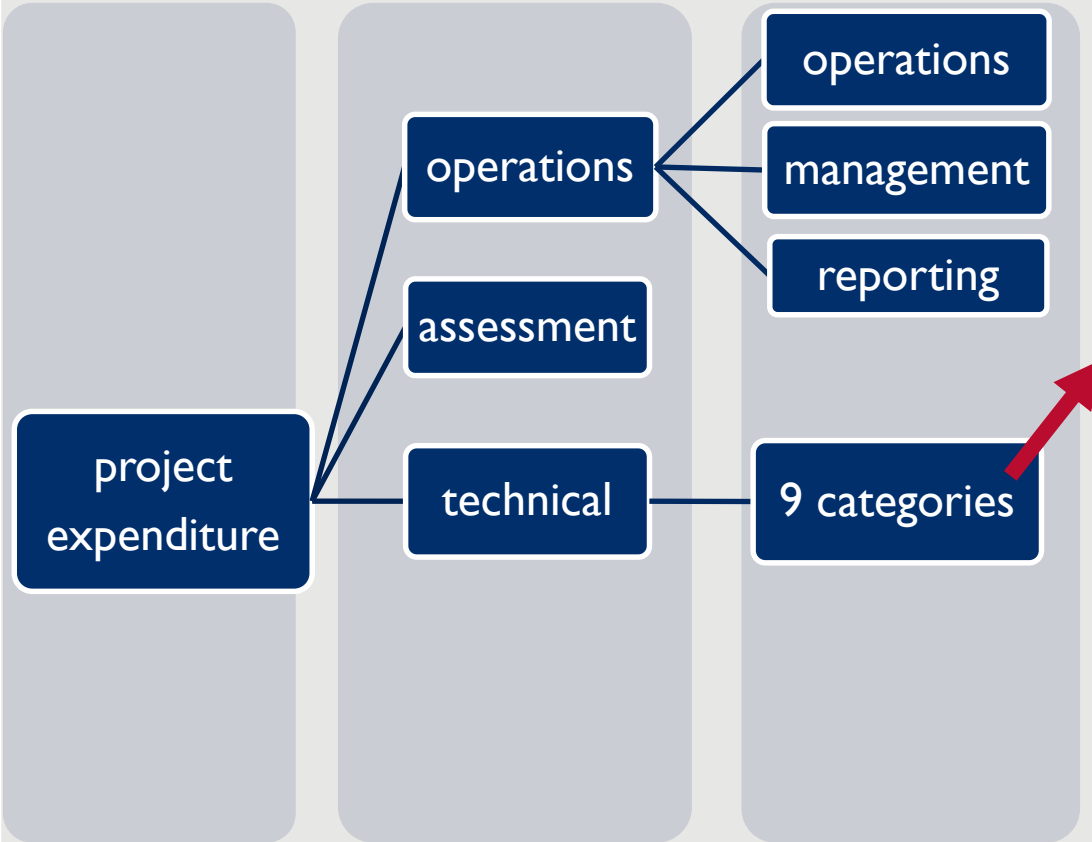 project
expenditure
operations
assessment
technical
operations
management
reporting
9 categories